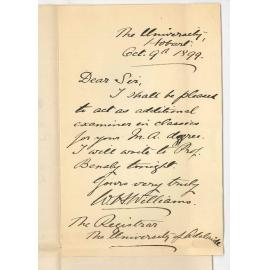 The University,
Hobart.
Oct. 9th 1899.
Dear Sir,
I shall be pleased
to act as additional
examiner in classics
for your M.A. degree.
I will write to Prof.
Bensly tonight.
Yours very truly
W.H. Williams.
The Registrar
The University of Adelaide